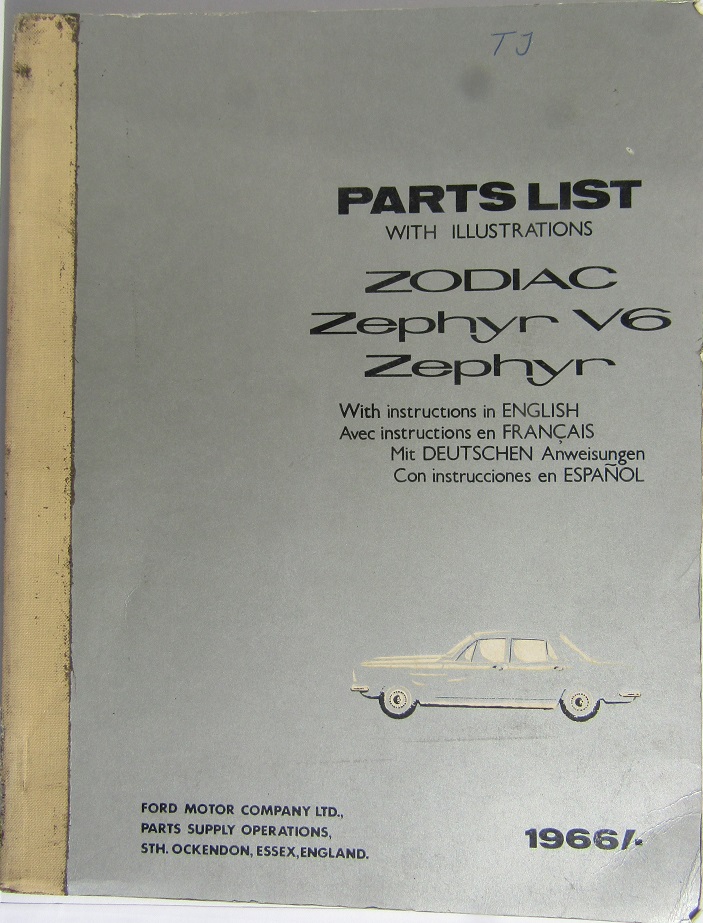 TJ
PARTS LIST
WITH ILLUSTRATIONS
ZODIAC
Zephyr V6
Zephyr
With instructions in ENGLISH
Avec instructions en FRANÇAIS
Mit DEUTSCHEN Anweisungen
Con instrucciones en ESPAÑOL
FORD MOTOR COMPANY LTD.,
PARTS SUPPLY OPERATIONS,
STH. OCKENDON, ESSEX, ENGLAND.
1966/.